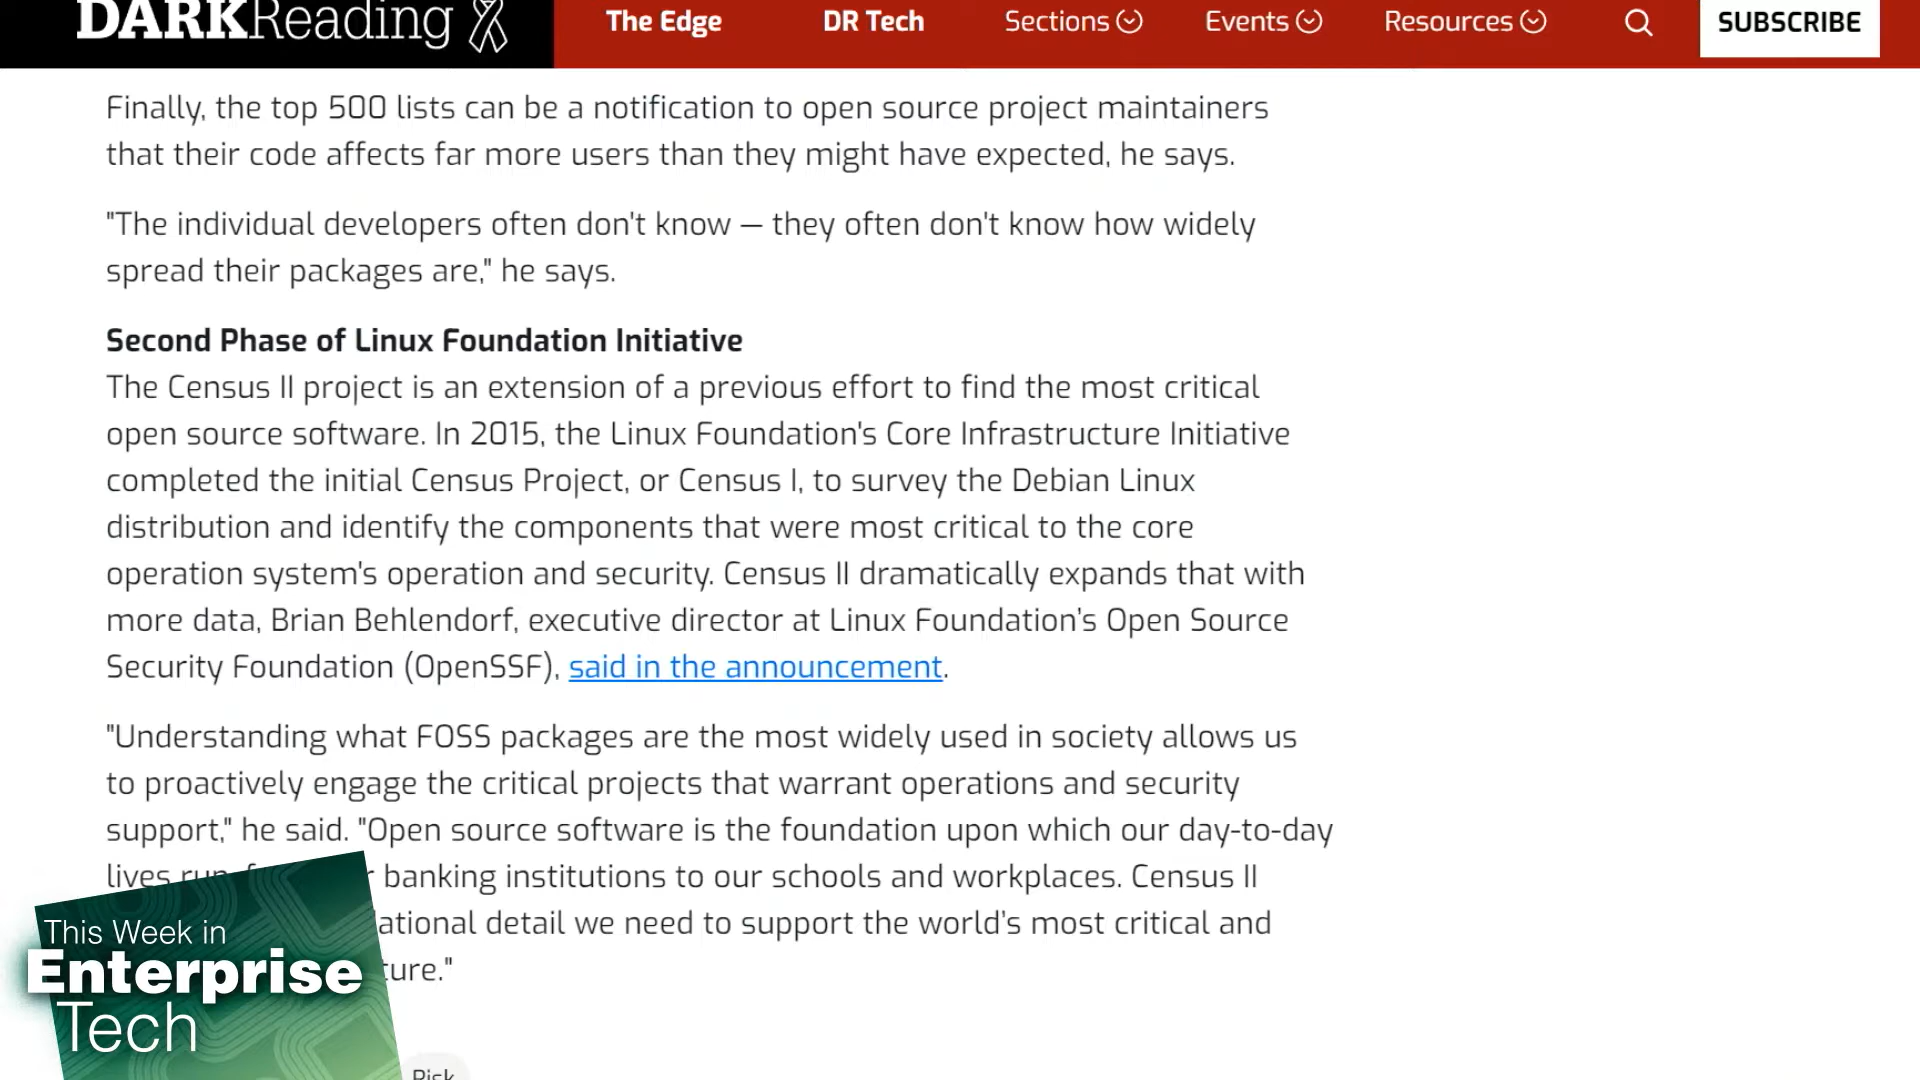 DARKReading
The Edge
DR Tech
Sections
Events
Resources
SUBSCRIBE
Finally, the top 500 lists can be a notification to open source project maintainers
that their code affects far more users than they might have expected, he says.
"The individual developers often don't know — they often don't know how widely
spread their packages are," he says.
Second Phase of Linux Foundation Initiative
The Census II project is an extension of a previous effort to find the most critical
open source software. In 2015, the Linux Foundation's Core Infrastructure Initiative
completed the initial Census Project, or Census I, to survey the Debian Linux
distribution and identify the components that were most critical to the core
operation system's operation and security. Census II dramatically expands that with
more data, Brian Behlendorf, executive director at Linux Foundation's Open Source
Security Foundation (OpenSSF), said in the announcement.
"Understanding what FOSS packages are the most widely used in society allows us
to proactively engage the critical projects that warrant operations and security
support," he said. "Open source software is the foundation upon which our day-to-day
lives run banking institutions to our schools and workplaces. Census II
ational detail we need to support the world's most critical and
ture."
This Week in
Enterprise
Tech
Risk